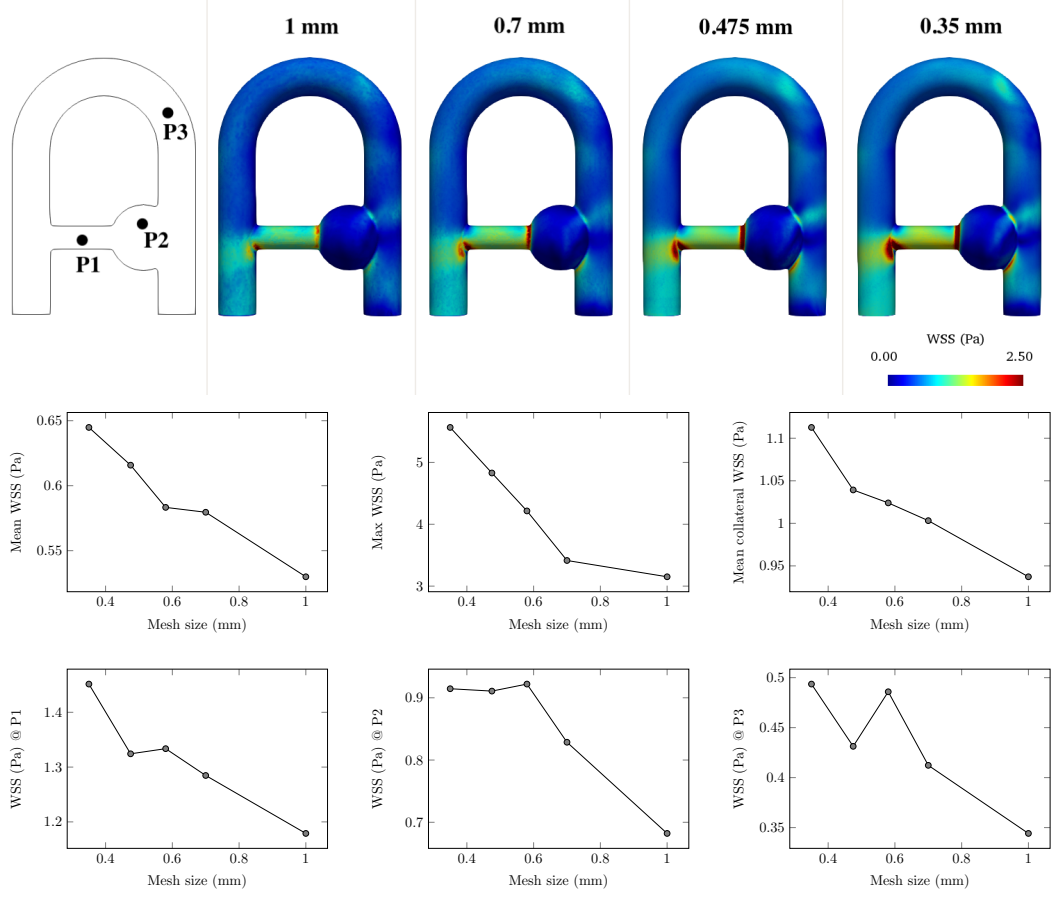 1 mm 0.7 mm 0.475 mm 0.35 mm
P3
P2
P1
WSS (Pa)
0.00 2.50
0.65
0.6
0.55
Mean WSS (Pa)
0.4 0.6 0.8 1
Mesh size (mm)
5
4
3
Max WSS (Pa)
0.4 0.6 0.8 1
Mesh size (mm)
1.1
1.05
1
0.95
Mean collateral WSS (Pa)
0.4 0.6 0.8 1
Mesh size (mm)
1.4
1.3
1.2
WSS (Pa) @ P1
0.4 0.6 0.8 1
Mesh size (mm)
0.9
0.8
0.7
WSS (Pa) @ P2
0.4 0.6 0.8 1
Mesh size (mm)
0.5
0.45
0.4
0.35
WSS (Pa) @ P3
0.4 0.6 0.8 1
Mesh size (mm)